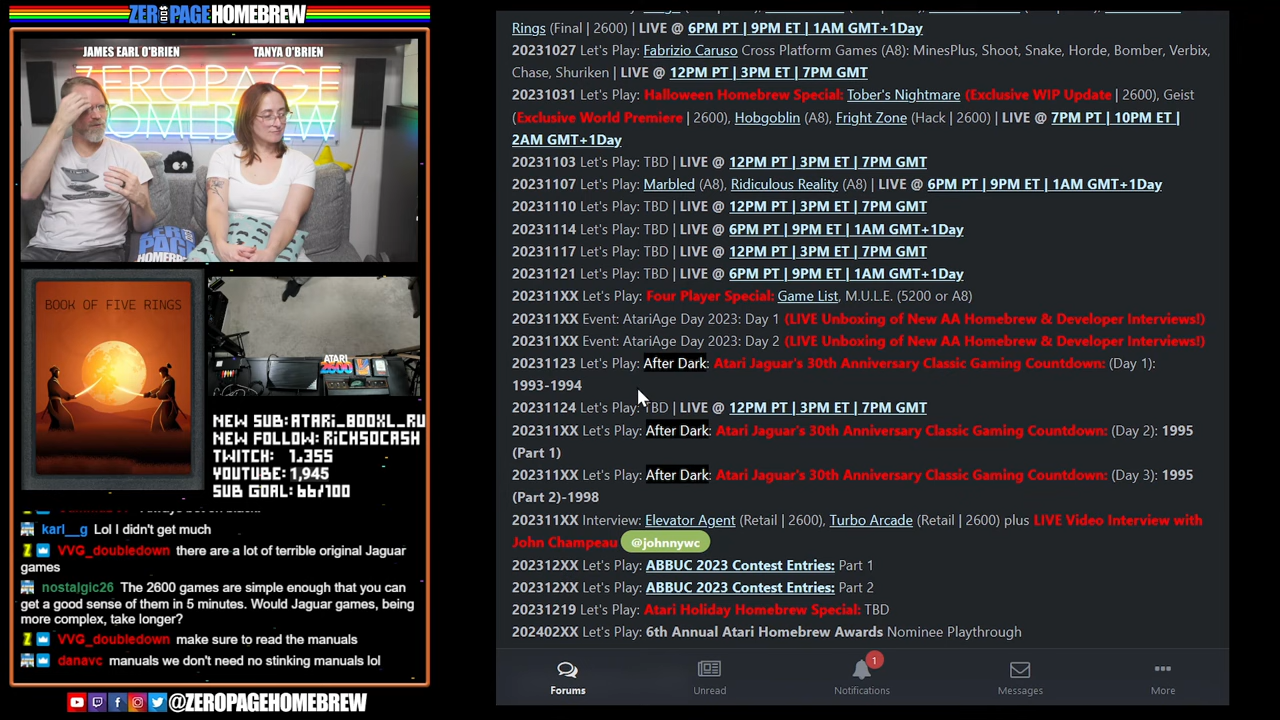 ZEROPAGEHOMEBREW
JAMES EARL O'BRIEN
TANYA O'BRIEN
ZEROPAGE
HOMEBREW
BOOK OF FIVE RINGS
ATARI
2600
NEW SUB:ATARI_800XL_RU
NEW FOLLOW:RICHSOCASH
TWITCH: 1,355
YOUTUBE: 1,945
SUB GOAL: 66/100
karl__g Lol I didn't get much
VVG_doubledown there are a lot of terrible original Jaguar
games
nostalgic26 The 2600 games are simple enough that you can
get a good sense of them in 5 minutes. Would Jaguar games, being
more complex, take longer?
VVG_doubledown make sure to read the manuals
danavc manuals we don't need no stinking manuals lol
@ZEROPAGEHOMEBREW
Rings (Final | 2600) | LIVE @ 6PM PT | 9PM ET | 1AM GMT+1Day
20231027 Let's Play: Fabrizio Caruso Cross Platform Games (A8): MinesPlus, Shoot, Snake, Horde, Bomber, Verbix,
Chase, Shuriken | LIVE @ 12PM PT | 3PM ET | 7PM GMT
20231031 Let's Play: Halloween Homebrew Special: Tober's Nightmare (Exclusive WIP Update | 2600), Geist
(Exclusive World Premiere | 2600), Hobgoblin (A8), Fright Zone (Hack | 2600) | LIVE @ 7PM PT | 10PM ET |
2AM GMT+1Day
20231103 Let's Play: TBD | LIVE @ 12PM PT | 3PM ET | 7PM GMT
20231107 Let's Play: Marbled (A8), Ridiculous Reality (A8) | LIVE @ 6PM PT | 9PM ET | 1AM GMT+1Day
20231110 Let's Play: TBD | LIVE @ 12PM PT | 3PM ET | 7PM GMT
20231114 Let's Play: TBD | LIVE @ 6PM PT | 9PM ET | 1AM GMT+1Day
20231117 Let's Play: TBD | LIVE @ 12PM PT | 3PM ET | 7PM GMT
20231121 Let's Play: TBD | LIVE @ 6PM PT | 9PM ET | 1AM GMT+1Day
202311XX Let's Play: Four Player Special: Game List, M.U.L.E. (5200 or A8)
202311XX Event: AtariAge Day 2023: Day 1 (LIVE Unboxing of New AA Homebrew & Developer Interviews!)
202311XX Event: AtariAge Day 2023: Day 2 (LIVE Unboxing of New AA Homebrew & Developer Interviews!)
20231123 Let's Play: After Dark: Atari Jaguar's 30th Anniversary Classic Gaming Countdown: (Day 1):
1993-1994
20231124 Let's Play: TBD | LIVE @ 12PM PT | 3PM ET | 7PM GMT
202311XX Let's Play: After Dark: Atari Jaguar's 30th Anniversary Classic Gaming Countdown: (Day 2): 1995
(Part 1)
202311XX Let's Play: After Dark: Atari Jaguar's 30th Anniversary Classic Gaming Countdown: (Day 3): 1995
(Part 2)-1998
202311XX Interview: Elevator Agent (Retail | 2600), Turbo Arcade (Retail | 2600) plus LIVE Video Interview with
John Champeau @johnnywc
202312XX Let's Play: ABBUC 2023 Contest Entries: Part 1
202312XX Let's Play: ABBUC 2023 Contest Entries: Part 2
20231219 Let's Play: Atari Holiday Homebrew Special: TBD
202402XX Let's Play: 6th Annual Atari Homebrew Awards Nominee Playthrough
1
Forums
Unread
Notifications
Messages
More